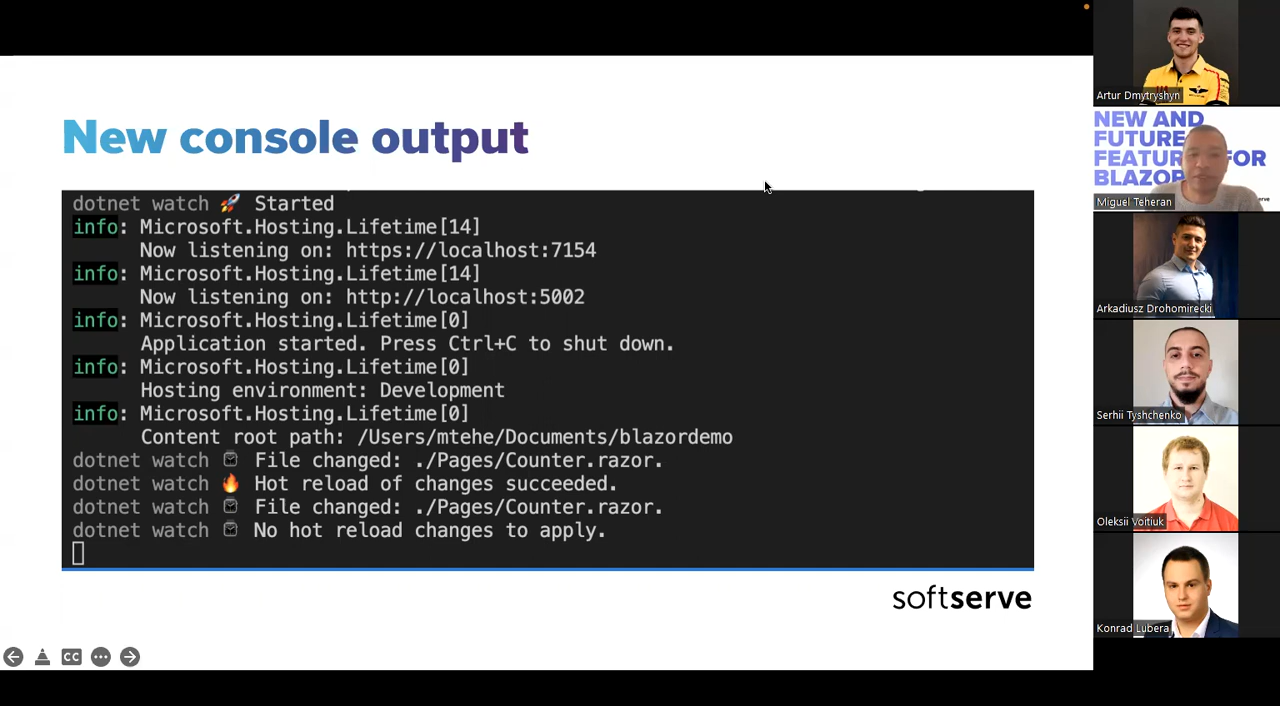 New console output
dotnet watch 🚀 Started
info: Microsoft.Hosting.Lifetime[14]
Now listening on: https://localhost:7154
info: Microsoft.Hosting.Lifetime[14]
Now listening on: http://localhost:5002
info: Microsoft.Hosting.Lifetime[0]
Application started. Press Ctrl+C to shut down.
info: Microsoft.Hosting.Lifetime[0]
Hosting environment: Development
info: Microsoft.Hosting.Lifetime[0]
Content root path: /Users/mtehe/Documents/blazordemo
dotnet watch ⌚ File changed: ./Pages/Counter.razor.
dotnet watch 🔥 Hot reload of changes succeeded.
dotnet watch ⌚ File changed: ./Pages/Counter.razor.
dotnet watch ⌚ No hot reload changes to apply.
softserve
CC
Artur Dmytryshyn
NEW AND
FUTURE
FEATUR FOR
BLAZOR
Miguel Teheran
Arkadiusz Drohomirecki
Serhii Tyshchenko
Oleksii Voitiuk
Konrad Lubera